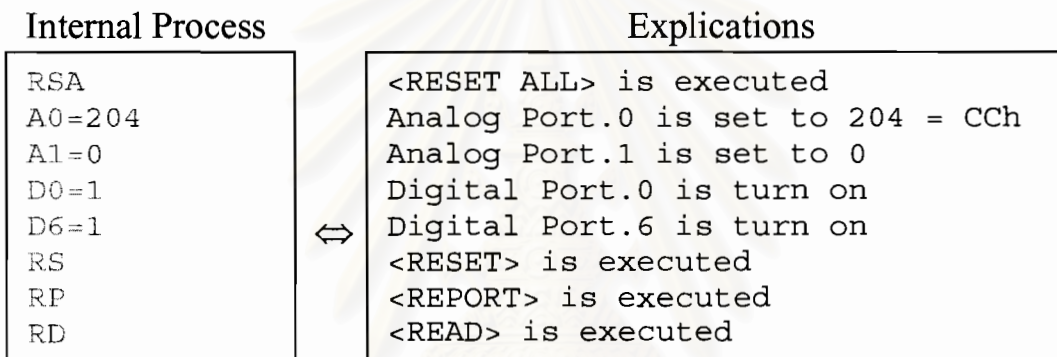 Internal Process
Explications
RSA
A0=204
A1=0
D0=1
D6=1
RS
RP
RD
⇔
<RESET ALL> is executed
Analog Port.0 is set to 204 = CCh
Analog Port.1 is set to 0
Digital Port.0 is turn on
Digital Port.6 is turn on
<RESET> is executed
<REPORT> is executed
<READ> is executed